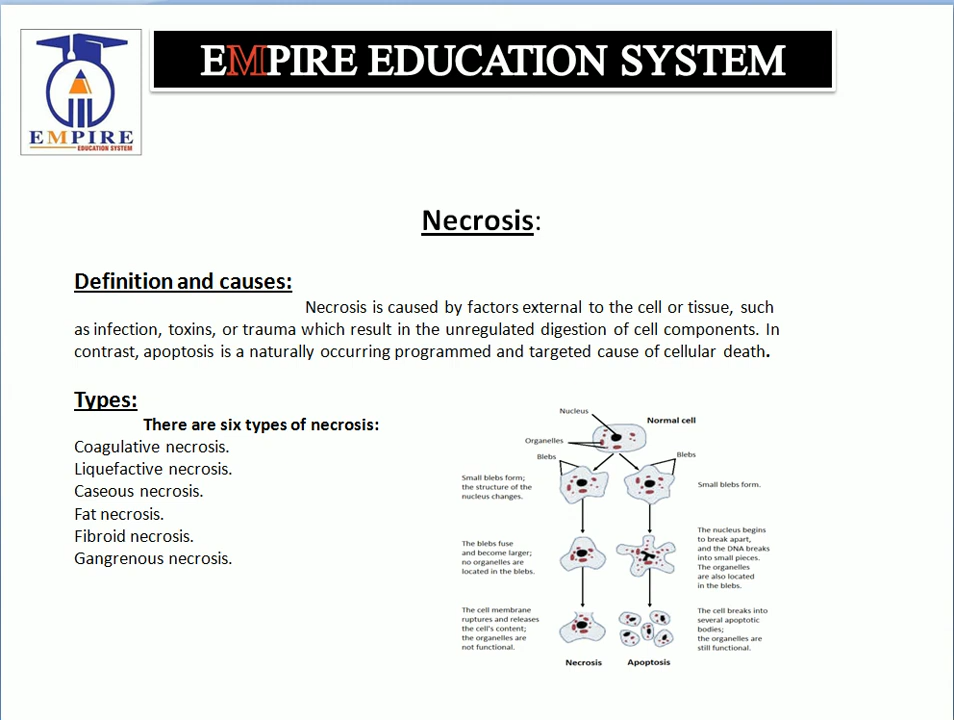 EMPIRE EDUCATION SYSTEM
EMPIRE
EDUCATION SYSTEM
Necrosis:
Definition and causes:
Necrosis is caused by factors external to the cell or tissue, such
as infection, toxins, or trauma which result in the unregulated digestion of cell components. In
contrast, apoptosis is a naturally occurring programmed and targeted cause of cellular death.
Types:
There are six types of necrosis:
Coagulative necrosis.
Liquefactive necrosis.
Caseous necrosis.
Fat necrosis.
Fibroid necrosis.
Gangrenous necrosis.
Nucleus
Normal cell
Organelles
Blebs
Blebs
Small blebs form;
the structure of the
nucleus changes.
Small blebs form.
The blebs fuse
and become larger;
no organelles are
located in the blebs.
The nucleus begins
to break apart,
and the DNA breaks
into small pieces.
The organelles
are also located
in the blebs.
The cell membrane
ruptures and releases
the cell's content;
the organelles are
not functional.
The cell breaks into
several apoptotic
bodies;
the organelles are
still functional.
Necrosis
Apoptosis